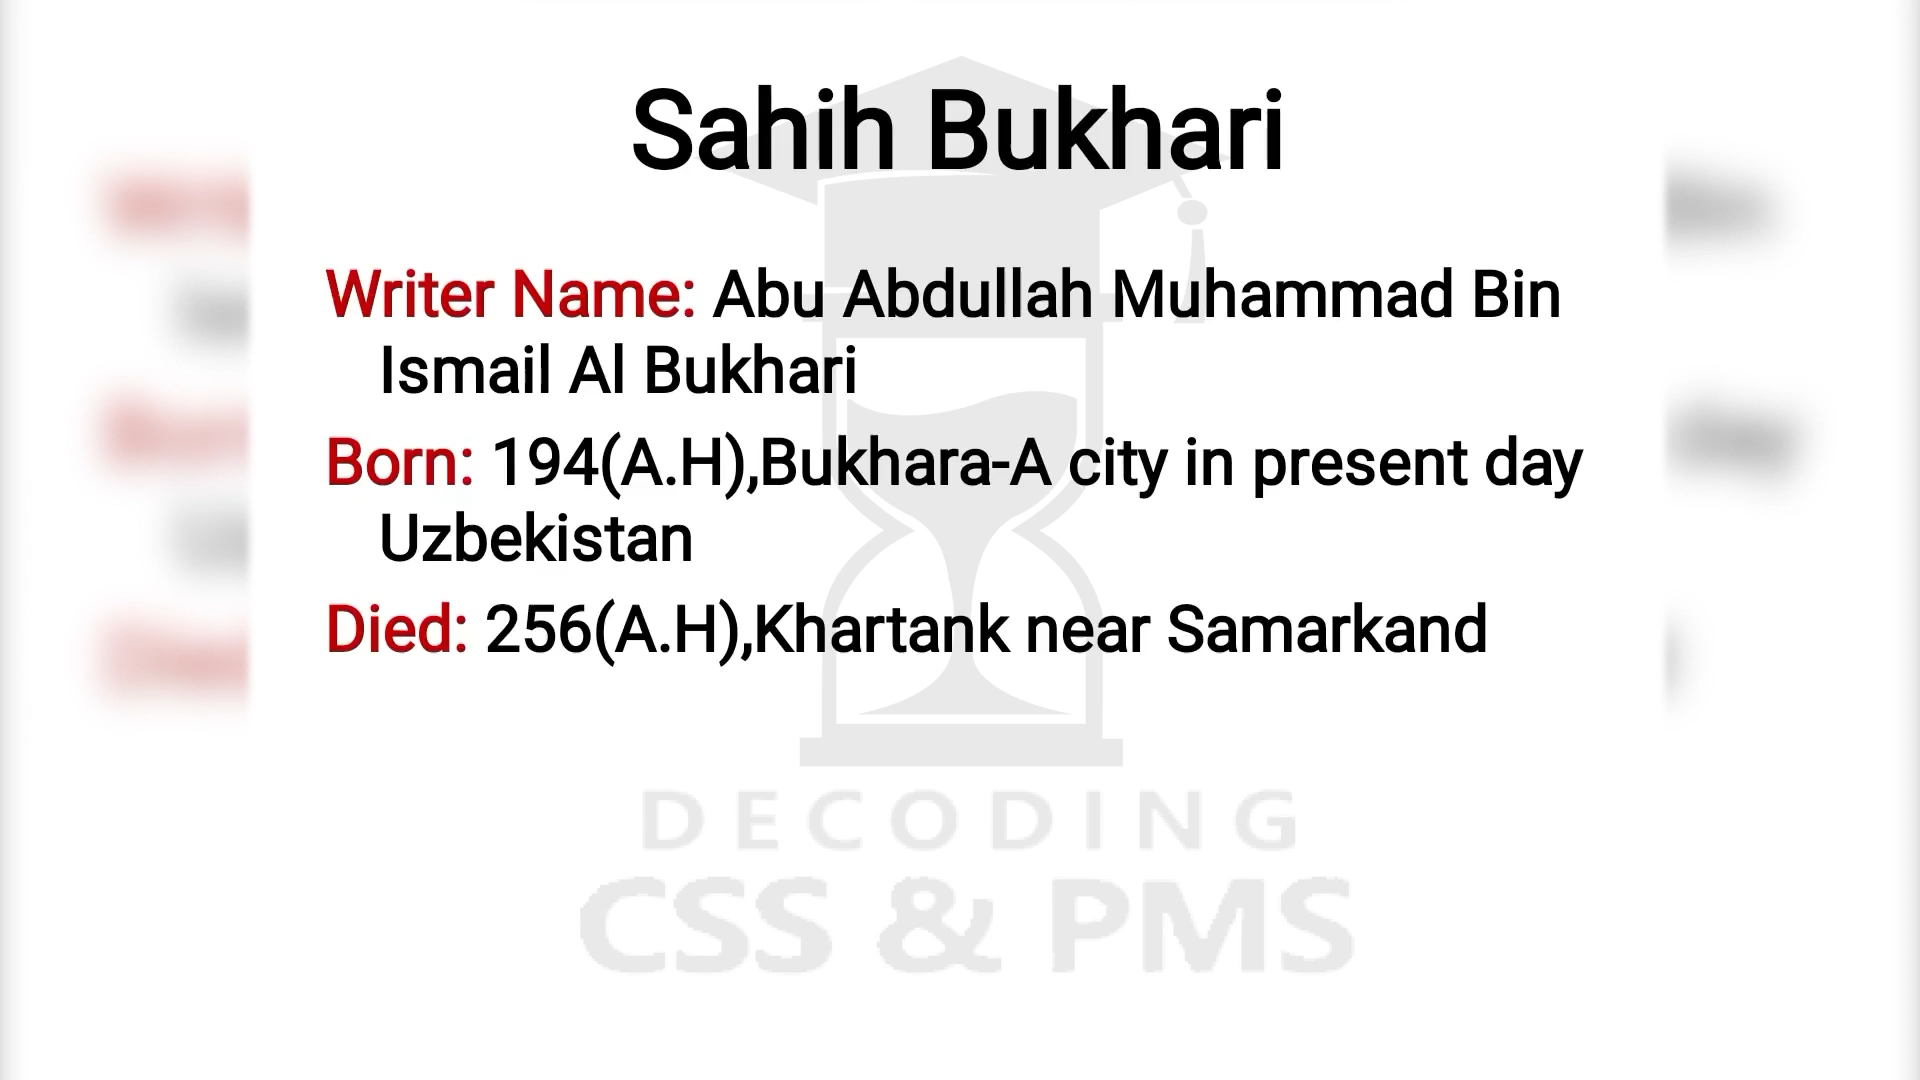 Sahih Bukhari
Writer Name: Abu Abdullah Muhammad Bin
Ismail Al Bukhari
Born: 194(A.H),Bukhara-A city in present day
Uzbekistan
Died: 256(A.H),Khartank near Samarkand
DECODING
CSS & PMS